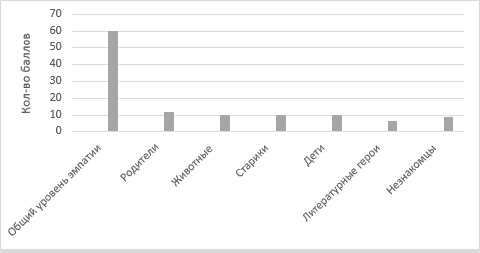 70
60
50
40
30
20
10
0
Кол-во баллов
Общий уровень эмпатии
Родители
Животные
Старики
Дети
Литературные герои
Незнакомцы